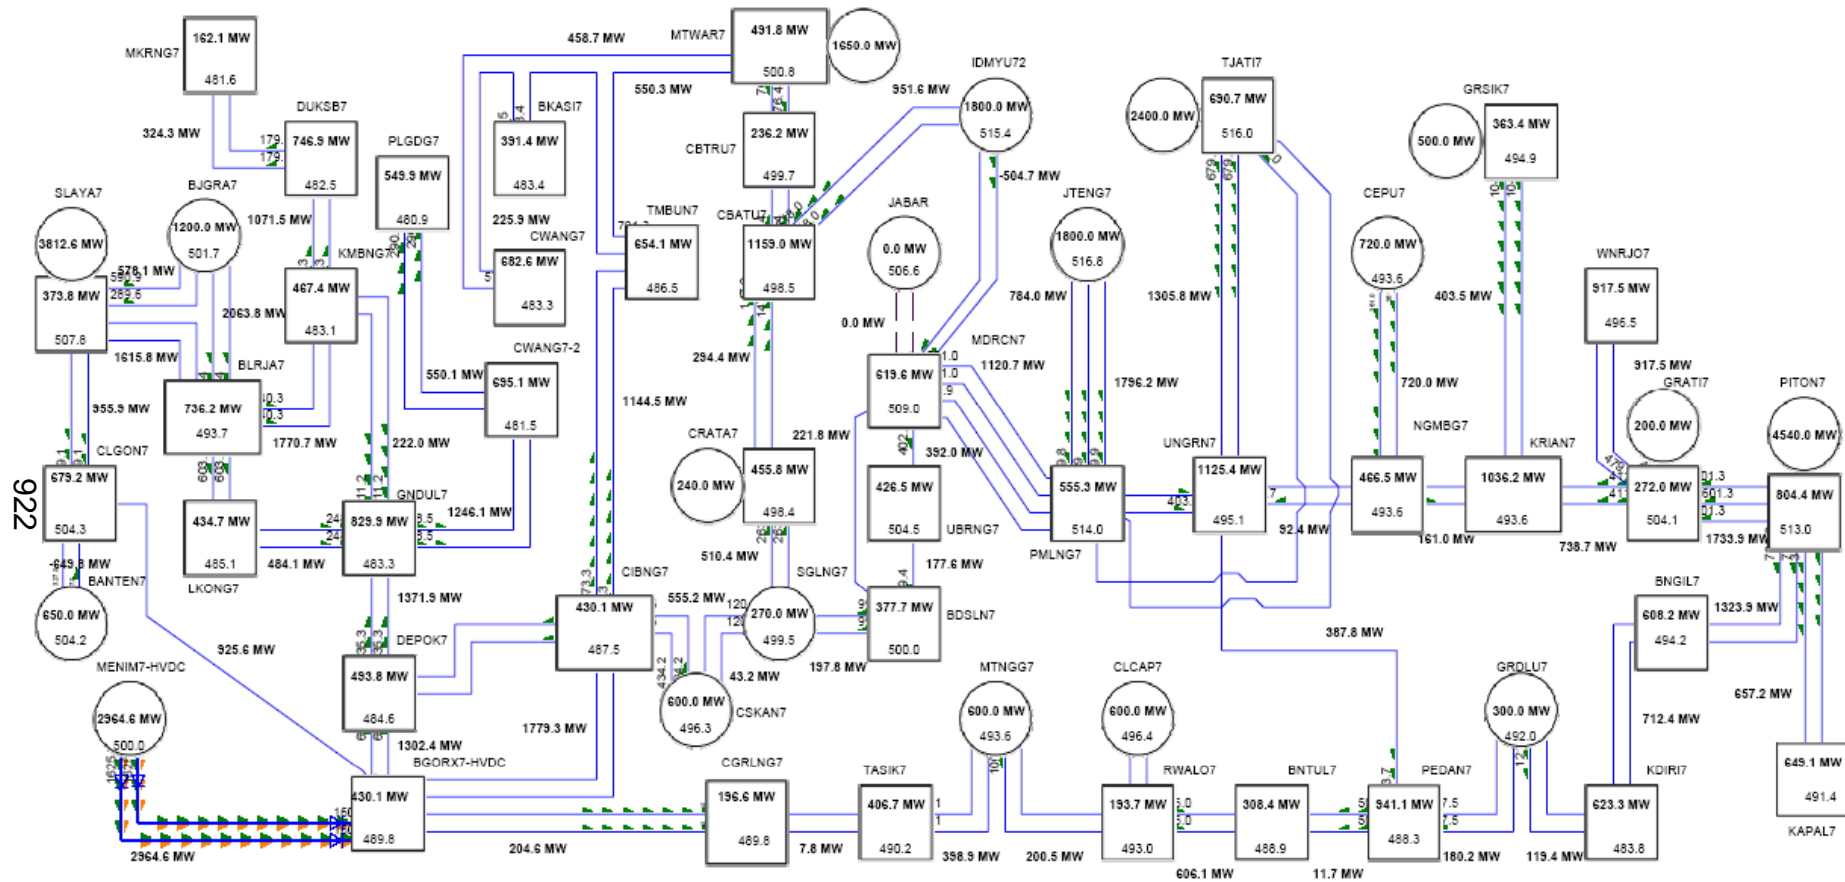 MKRNG7
162.1 MW
481.6
458.7 MW
MTWAR7
491.8 MW
500.8
1650.0 MW
550.3 MW
951.6 MW
IDMYU72
1800.0 MW
515.4
TJATI7
2400.0 MW
690.7 MW
516.0
GRSIK7
500.0 MW
363.4 MW
494.9
324.3 MW
DUKSB7
746.9 MW
482.5
PLGDG7
549.9 MW
480.9
BKASI7
391.4 MW
483.4
CBTRU7
236.2 MW
499.7
-504.7 MW
SLAYA7
3812.6 MW
373.8 MW
507.8
BJGRA7
1200.0 MW
501.7
578.1 MW
590.9
289.6
1071.5 MW
KMBNG7
467.4 MW
483.1
2063.8 MW
225.9 MW
CWANG7
682.6 MW
483.3
TMBUN7
654.1 MW
486.5
CBATU7
1159.0 MW
498.5
JABAR
0.0 MW
506.6
0.0 MW
JTENG7
1800.0 MW
516.8
784.0 MW
1305.8 MW
CEPU7
720.0 MW
493.6
403.5 MW
WNRJO7
917.5 MW
496.5
917.5 MW
1615.8 MW
BLRJA7
736.2 MW
493.7
955.9 MW
1770.7 MW
222.0 MW
550.1 MW
CWANG7-2
695.1 MW
481.5
1144.5 MW
294.4 MW
MDRCN7
619.6 MW
509.0
1120.7 MW
1796.2 MW
720.0 MW
GRATI7
200.0 MW
272.0 MW
504.1
PITON7
4540.0 MW
804.4 MW
513.0
CLGON7
679.2 MW
504.3
LKONG7
434.7 MW
485.1
484.1 MW
GNDUL7
829.9 MW
483.3
1246.1 MW
CRATA7
240.0 MW
455.8 MW
498.4
221.8 MW
392.0 MW
UBRNG7
426.5 MW
504.5
PMLNG7
555.3 MW
514.0
UNGRN7
1125.4 MW
495.1
92.4 MW
NGMBG7
466.5 MW
493.6
161.0 MW
KRIAN7
1036.2 MW
493.6
738.7 MW
1733.9 MW
922
-649.8 MW
BANTEN7
650.0 MW
504.2
1371.9 MW
CIBNG7
430.1 MW
487.5
555.2 MW
510.4 MW
SGLNG7
270.0 MW
499.5
177.6 MW
BDSLN7
377.7 MW
500.0
197.8 MW
BNGIL7
608.2 MW
494.2
1323.9 MW
925.6 MW
DEPOK7
493.8 MW
484.6
434.2
43.2 MW
CSKAN7
600.0 MW
496.3
387.8 MW
657.2 MW
MENIM7-HVDC
2964.6 MW
500.0
1302.4 MW
1779.3 MW
BGORX7-HVDC
430.1 MW
489.8
MTNGG7
600.0 MW
493.6
CLCAP7
600.0 MW
496.4
GRDLU7
300.0 MW
492.0
712.4 MW
KAPAL7
649.1 MW
491.4
2964.6 MW
204.6 MW
CGRLNG7
196.6 MW
489.8
7.8 MW
TASIK7
406.7 MW
490.2
398.9 MW
200.5 MW
RWALO7
193.7 MW
493.0
606.1 MW
BNTUL7
308.4 MW
488.9
11.7 MW
PEDAN7
941.1 MW
488.3
180.2 MW
119.4 MW
KDIRI7
623.3 MW
483.8